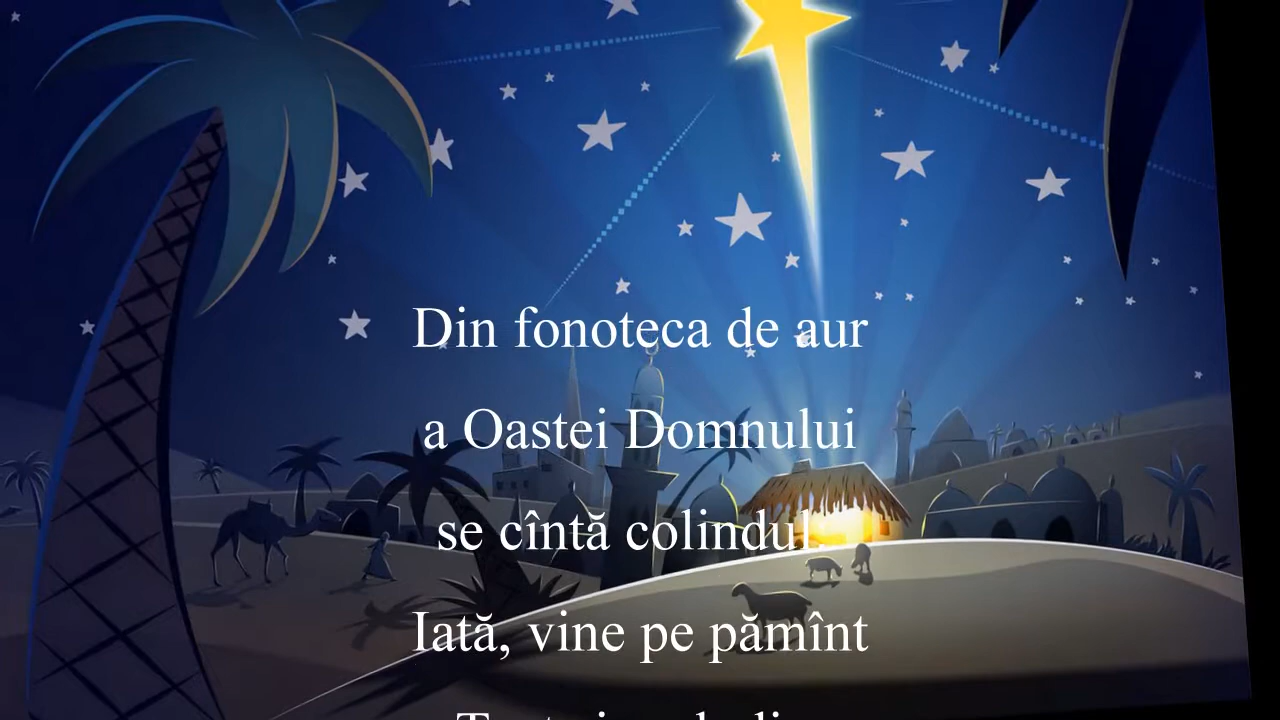 Din fonoteca de aur
a Oastei Domnului
se cîntă colindul:
Iată, vine pe pămînt